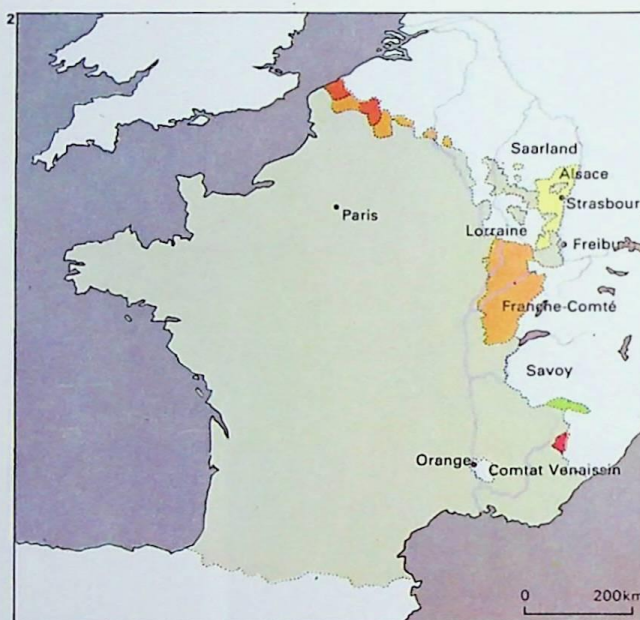 2
Saarland
Alsace
Strasbour
Paris
Lorraine
Freibu
Franche-Comté
Savoy
Orange
Comtat Venaissin
0 200km